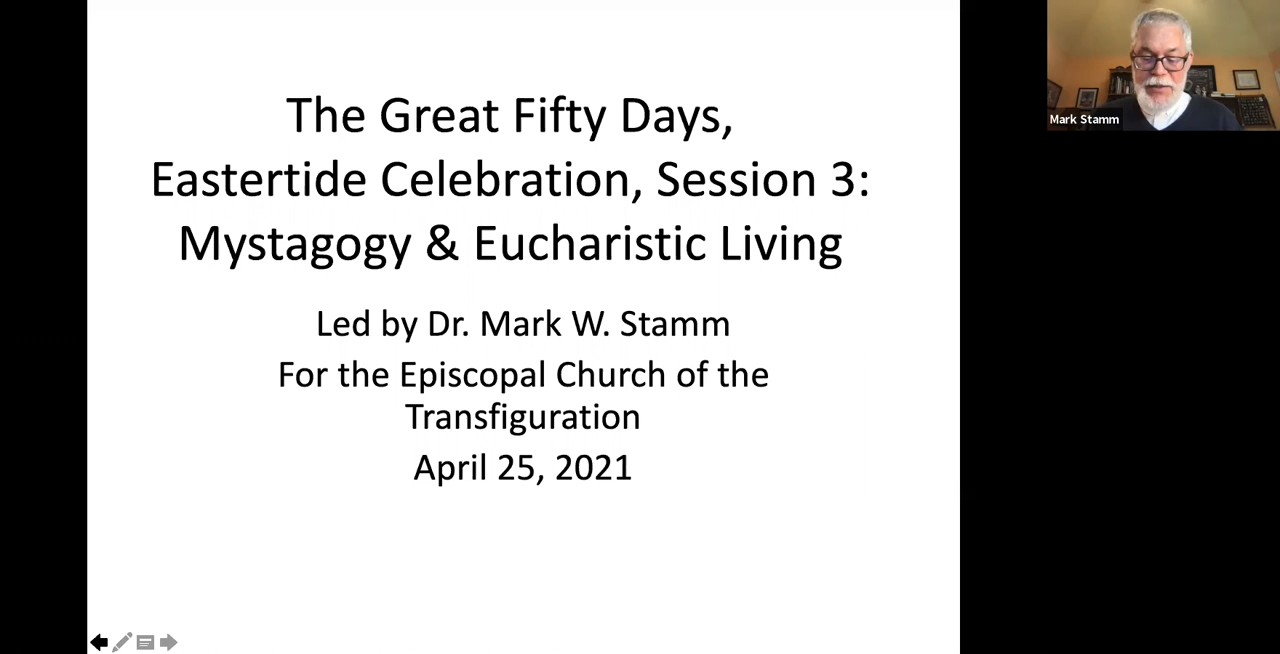 The Great Fifty Days,
Eastertide Celebration, Session 3:
Mystagogy & Eucharistic Living
Led by Dr. Mark W. Stamm
For the Episcopal Church of the
Transfiguration
April 25, 2021
Mark Stamm